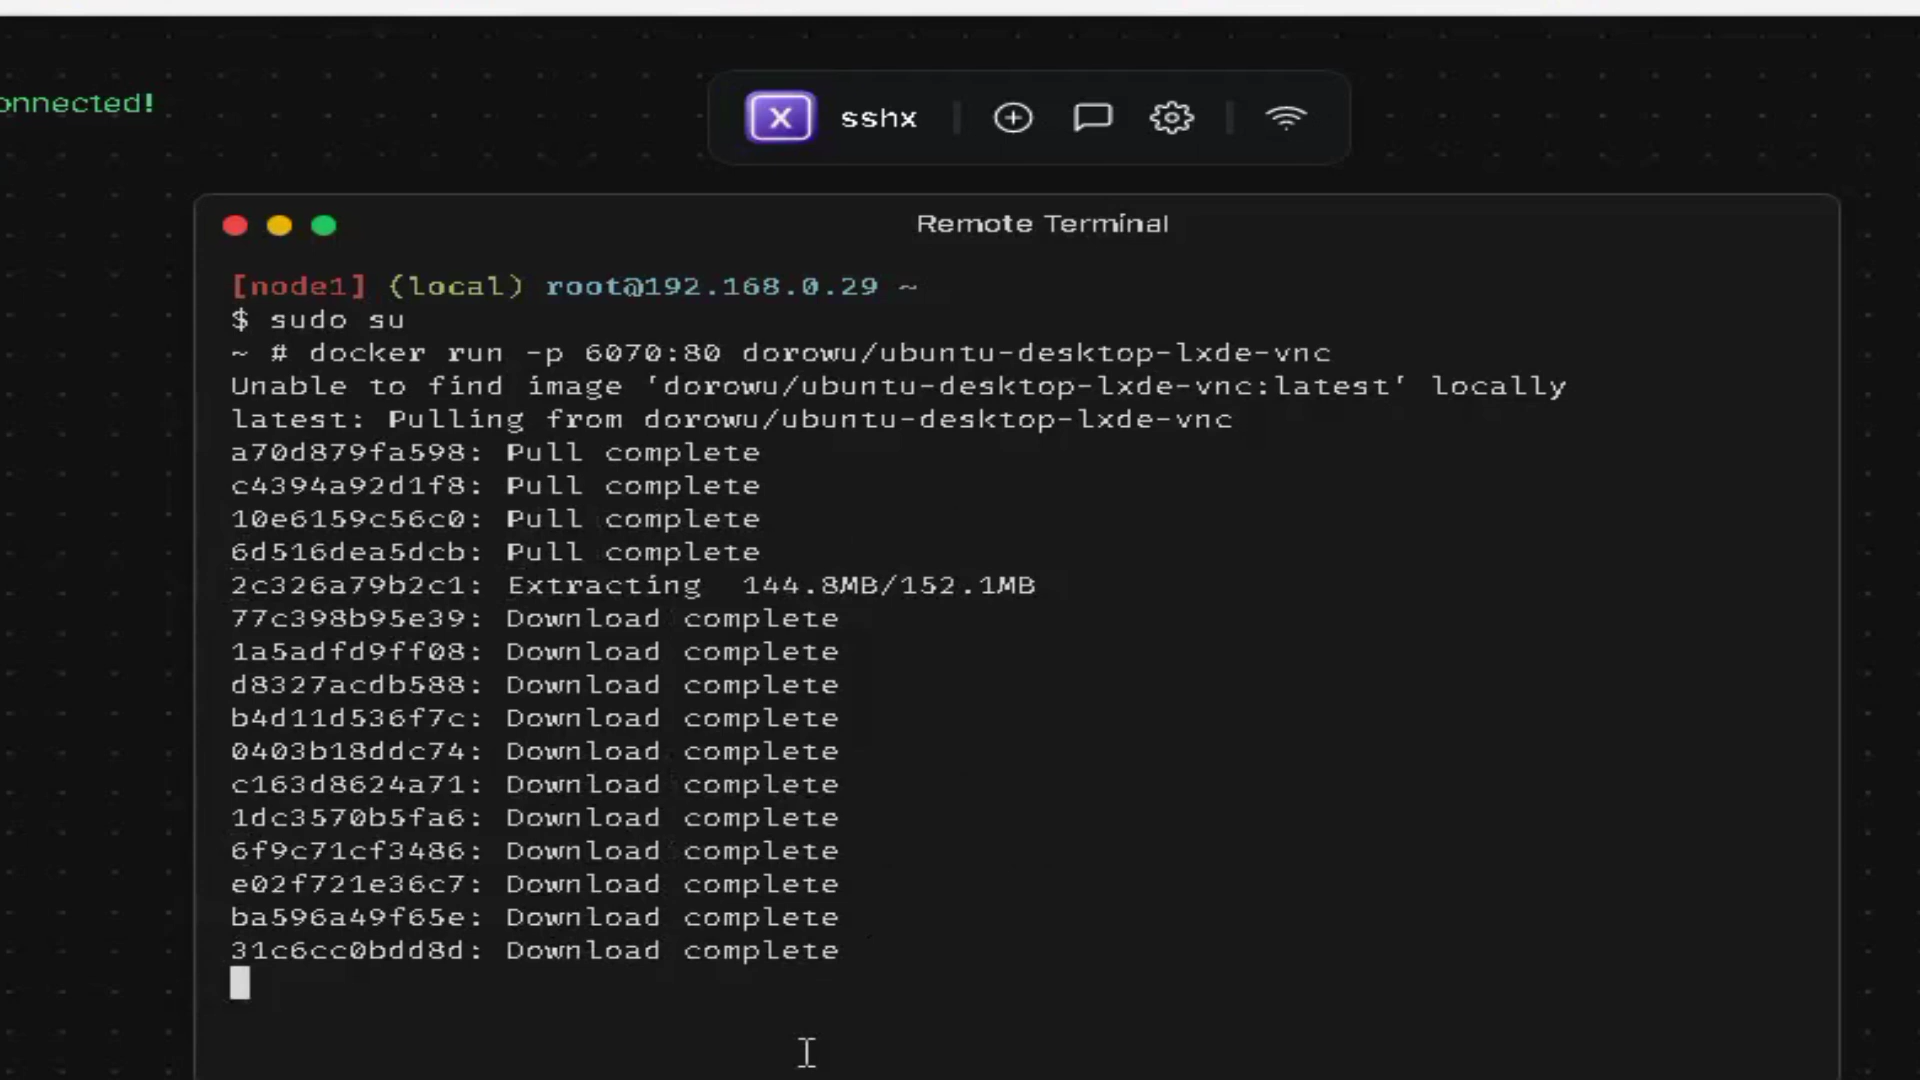 onnected!
X sshx
Remote Terminal
[node1] (local) root@192.168.0.29 ~
$ sudo su
~ # docker run -p 6070:80 dorowu/ubuntu-desktop-lxde-vnc
Unable to find image 'dorowu/ubuntu-desktop-lxde-vnc:latest' locally
latest: Pulling from dorowu/ubuntu-desktop-lxde-vnc
a70d879fa598: Pull complete
c4394a92d1f8: Pull complete
10e6159c56c0: Pull complete
6d516dea5dcb: Pull complete
2c326a79b2c1: Extracting  144.8MB/152.1MB
77c398b95e39: Download complete
1a5adfd9ff08: Download complete
d8327acdb588: Download complete
b4d11d536f7c: Download complete
0403b18ddc74: Download complete
c163d8624a71: Download complete
1dc3570b5fa6: Download complete
6f9c71cf3486: Download complete
e02f721e36c7: Download complete
ba596a49f65e: Download complete
31c6cc0bdd8d: Download complete